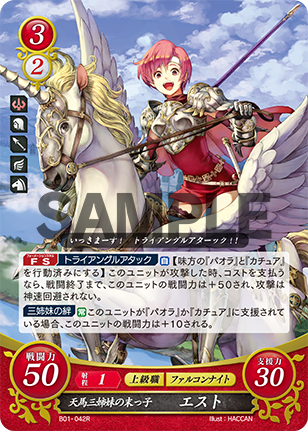 3
2
SAMPLE
いっきまーす! トライアングルアターック!!
FS トライアングルアタック 自【味方の『パオラ』と『カチュア』
を行動済みにする】このユニットが攻撃した時、コストを支払う
なら、戦闘終了まで、このユニットの戦闘力は+50され、攻撃は
神速回避されない。
三姉妹の絆 常 このユニットが『パオラ』か『カチュア』に支援されて
いる場合、このユニットの戦闘力は+10される。
戦闘力
50
射程 1 上級職 ファルコンナイト
支援力
30
天馬三姉妹の末っ子 エスト
B01-042R Illust:HACCAN